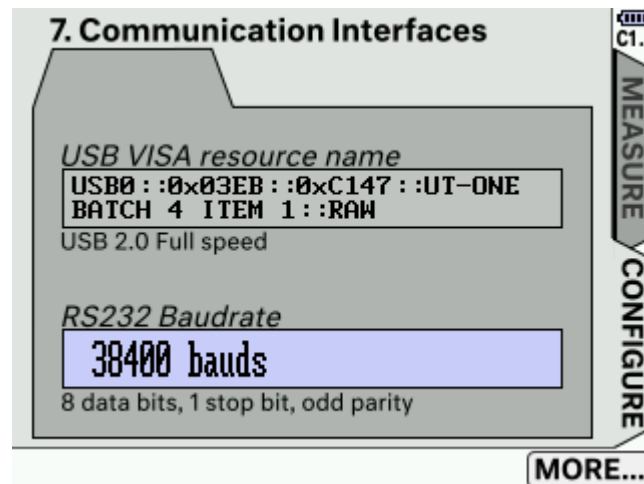 7. Communication Interfaces
C1.
MEASURE
USB VISA resource name
USB0::0x03EB::0xC147::UT-ONE
BATCH 4 ITEM 1::RAW
USB 2.0 Full speed
CONFIGURE
RS232 Baudrate
38400 bauds
8 data bits, 1 stop bit, odd parity
MORE...